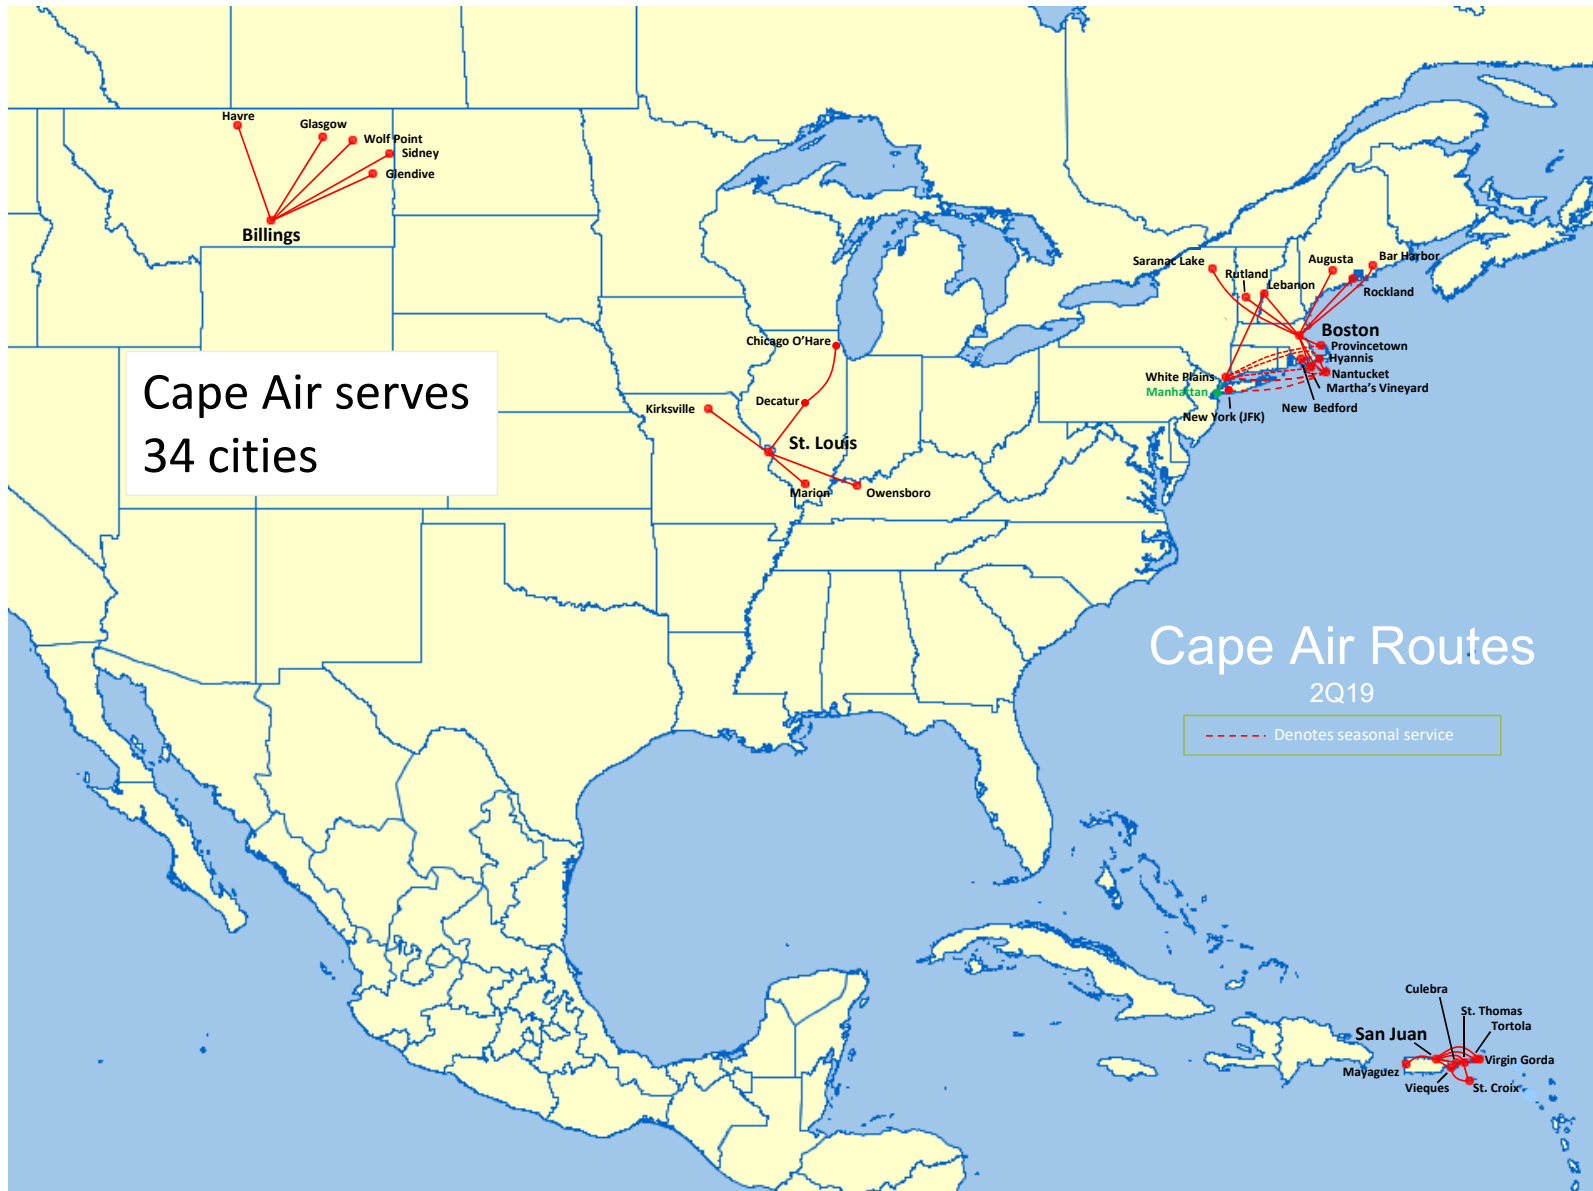 Havre
Glasgow
Wolf Point
Sidney
Glendive
Billings
Cape Air serves
34 cities
Chicago O’Hare
Kirksville
Decatur
St. Louis
Marion
Owensboro
Saranac Lake
Rutland
Lebanon
Augusta
Bar Harbor
Rockland
Boston
Provincetown
Hyannis
Nantucket
Martha’s Vineyard
New Bedford
White Plains
Manhattan
New York (JFK)
Cape Air Routes
2Q19
Denotes seasonal service
Culebra
St. Thomas
Tortola
San Juan
Virgin Gorda
Mayaguez
Vieques
St. Croix